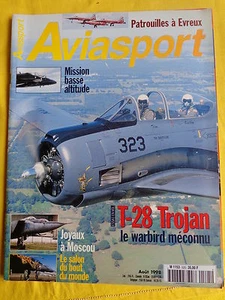 Patrouilles à Evreux
Aviasport
Aviasport
Mission
basse
altitude
323
T-28 Trojan
le warbird méconnu
Joyaux
à Moscou
Le salon
du bout
du monde
Août 1998